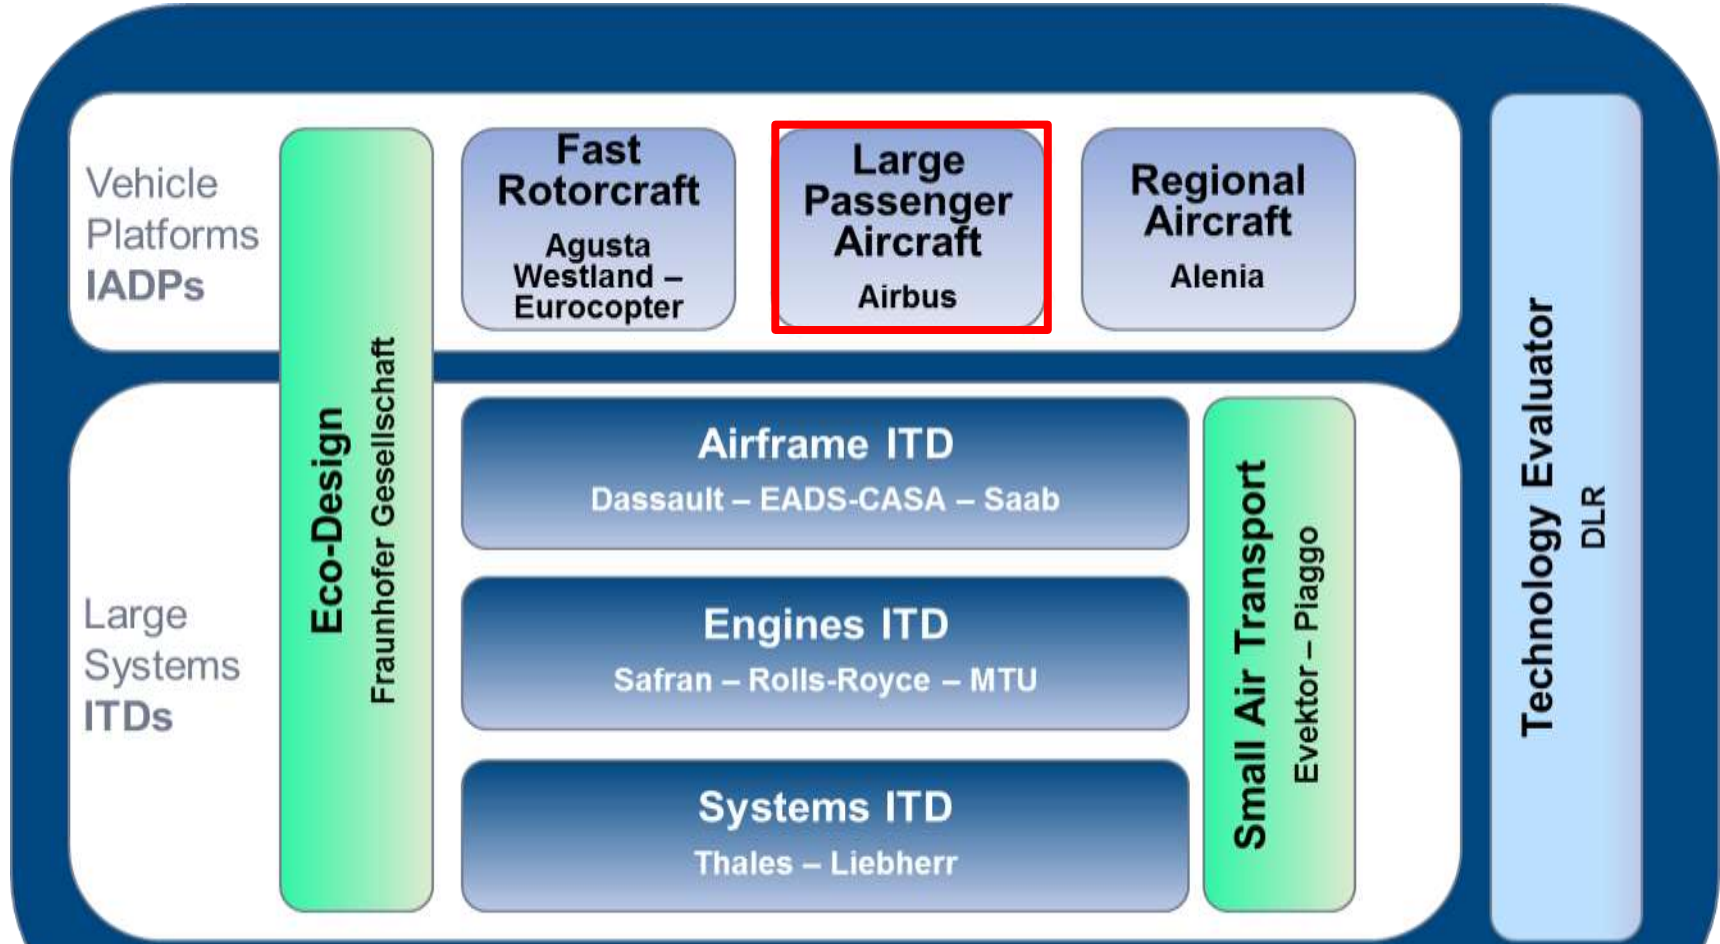 Vehicle
Platforms
IADPs
Eco-Design
Fraunhofer Gesellschaft
Fast
Rotorcraft
Agusta
Westland –
Eurocopter
Large
Passenger
Aircraft
Airbus
Regional
Aircraft
Alenia
Large
Systems
ITDs
Airframe ITD
Dassault – EADS-CASA – Saab
Engines ITD
Safran – Rolls-Royce – MTU
Systems ITD
Thales – Liebherr
Small Air Transport
Evektor – Piaggo
Technology Evaluator
DLR